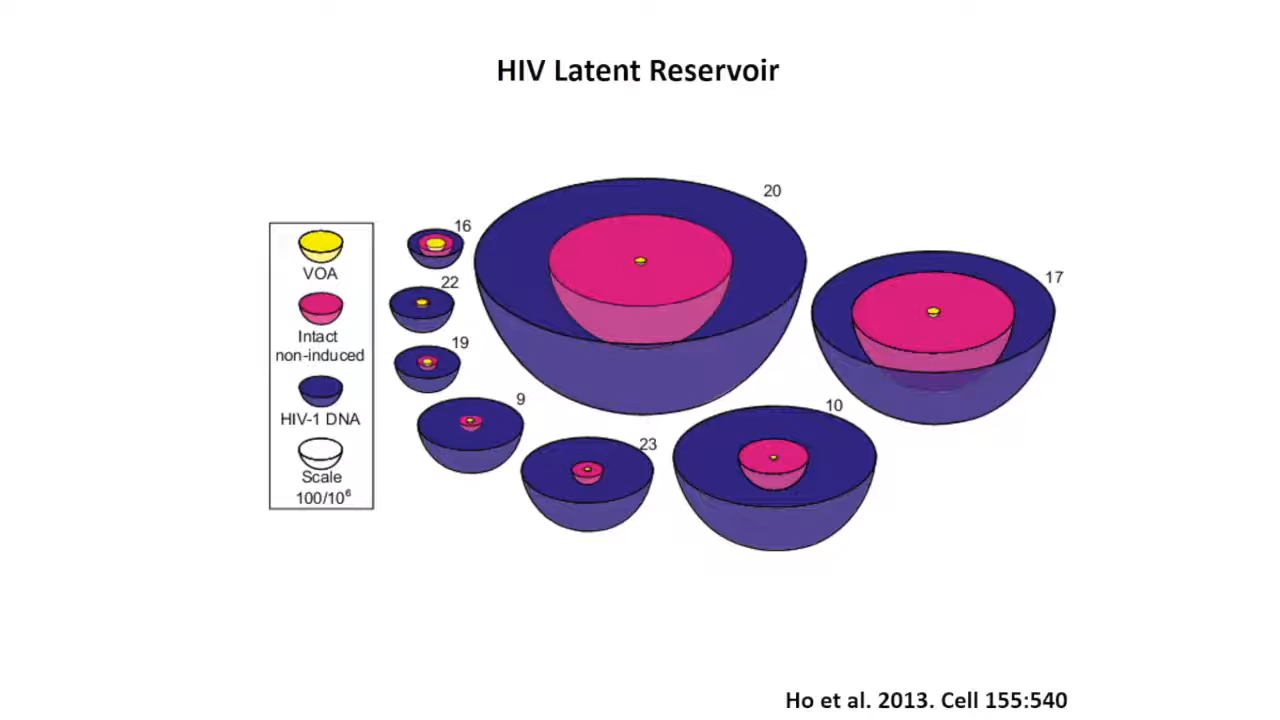 HIV Latent Reservoir
VOA
Intact
non-induced
HIV-1 DNA
Scale
100/10⁶
16
22
19
9
23
20
10
17
Ho et al. 2013. Cell 155:540